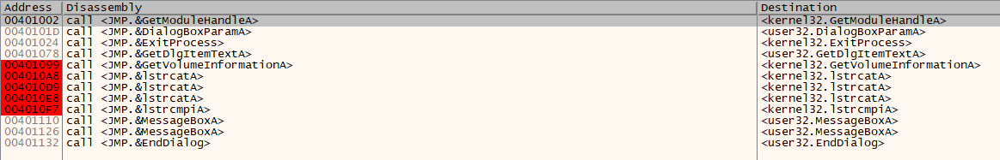 Address Disassembly Destination
00401002 call <JMP.&GetModuleHandleA> <kernel32.GetModuleHandleA>
0040101D call <JMP.&DialogBoxParamA> <user32.DialogBoxParamA>
00401024 call <JMP.&ExitProcess> <kernel32.ExitProcess>
00401078 call <JMP.&GetDlgItemTextA> <user32.GetDlgItemTextA>
00401099 call <JMP.&GetVolumeInformationA> <kernel32.GetVolumeInformationA>
004010A8 call <JMP.&lstrcatA> <kernel32.lstrcatA>
004010D9 call <JMP.&lstrcatA> <kernel32.lstrcatA>
004010E8 call <JMP.&lstrcatA> <kernel32.lstrcatA>
004010F7 call <JMP.&lstrcmpiA> <kernel32.lstrcmpiA>
00401110 call <JMP.&MessageBoxA> <user32.MessageBoxA>
00401126 call <JMP.&MessageBoxA> <user32.MessageBoxA>
00401132 call <JMP.&EndDialog> <user32.EndDialog>